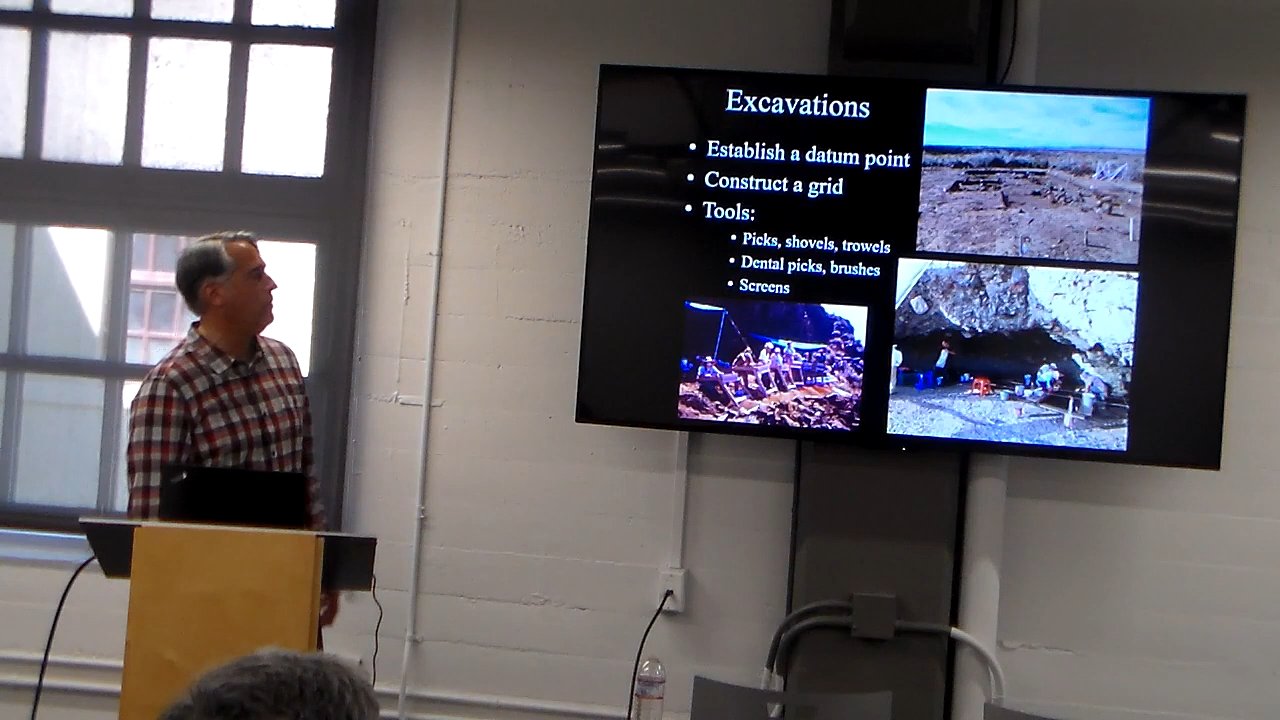 Excavations
• Establish a datum point
• Construct a grid
• Tools:
• Picks, shovels, trowels
• Dental picks, brushes
• Screens